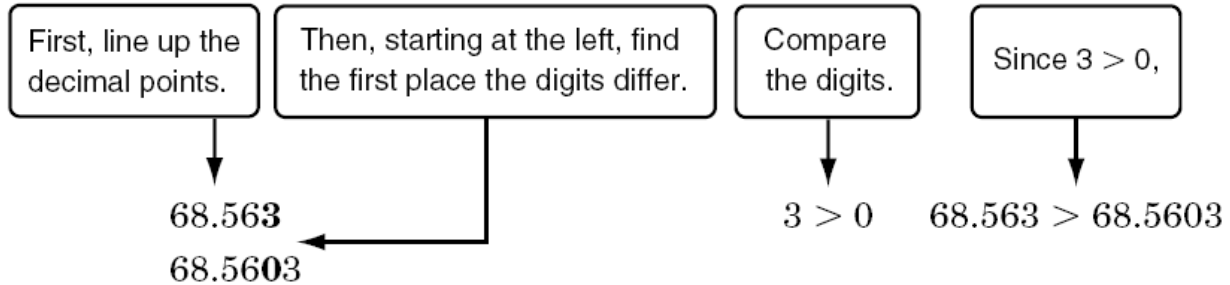 First, line up the
decimal points.
Then, starting at the left, find
the first place the digits differ.
Compare
the digits.
Since 3 > 0,
68.563
68.5603
3 > 0
68.563 > 68.5603